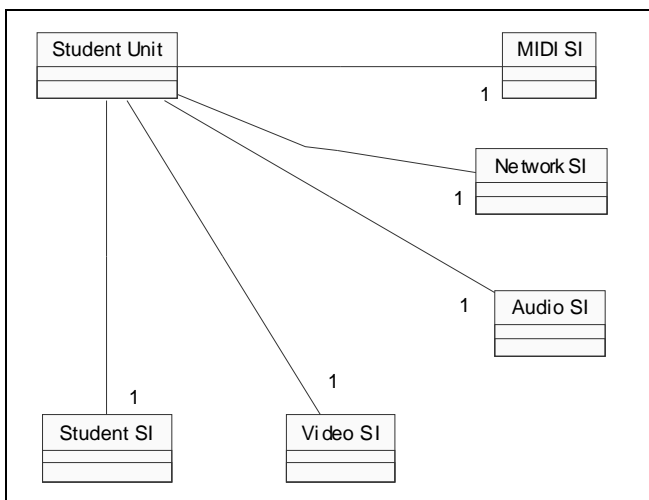 Student Unit
MIDI SI
1
Network SI
1
Audio SI
1
1
Student SI
1
Video SI